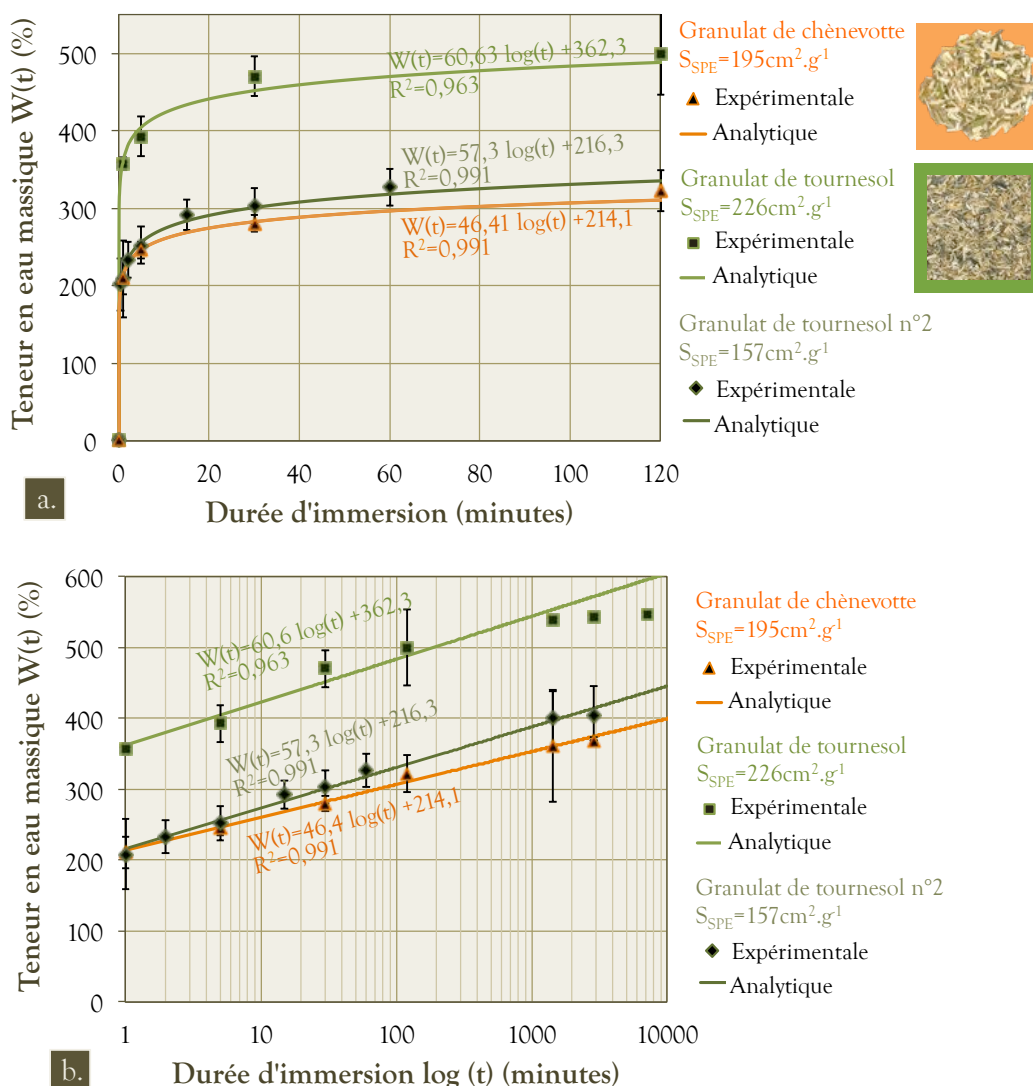 Teneur en eau massique W(t) (%)
500
400
300
200
100
0
0 20 40 60 80 100 120
Durée d'immersion (minutes)
a.
W(t)=60,63 log(t) +362,3
R²=0,963
W(t)=57,3 log(t) +216,3
R²=0,991
W(t)=46,41 log(t) +214,1
R²=0,991
Granulat de chènevotte
S_SPE=195cm².g⁻¹
Expérimentale
Analytique
Granulat de tournesol
S_SPE=226cm².g⁻¹
Expérimentale
Analytique
Granulat de tournesol n°2
S_SPE=157cm².g⁻¹
Expérimentale
Analytique
Teneur en eau massique W(t) (%)
600
500
400
300
200
100
0
1 10 100 1000 10000
Durée d'immersion log (t) (minutes)
b.
W(t)=60,6 log(t) +362,3
R²=0,963
W(t)=57,3 log(t) +216,3
R²=0,991
W(t)=46,4 log(t) +214,1
R²=0,991
Granulat de chènevotte
S_SPE=195cm².g⁻¹
Expérimentale
Analytique
Granulat de tournesol
S_SPE=226cm².g⁻¹
Expérimentale
Analytique
Granulat de tournesol n°2
S_SPE=157cm².g⁻¹
Expérimentale
Analytique